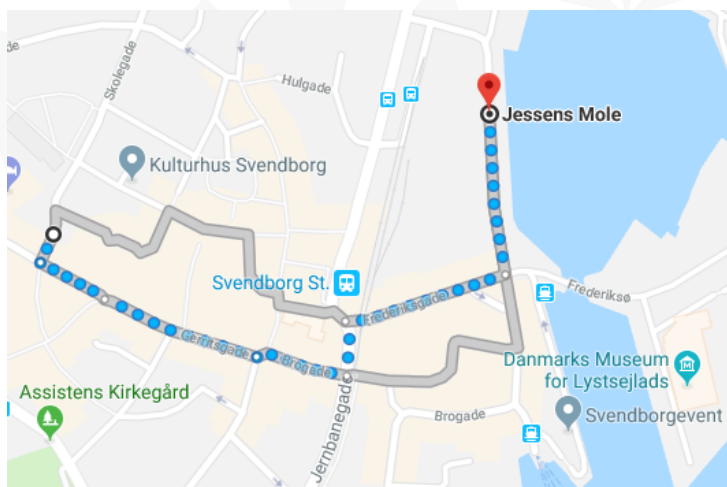 Skolegade
Hulgade
Jessens Mole
Kulturhus Svendborg
Svendborg St.
Frederiksgade
Frederiksø
Gerritsgade
Brogade
Danmarks Museum
for Lystsejlads
Assistens Kirkegård
Jernbanegade
Brogade
Svendborgevent